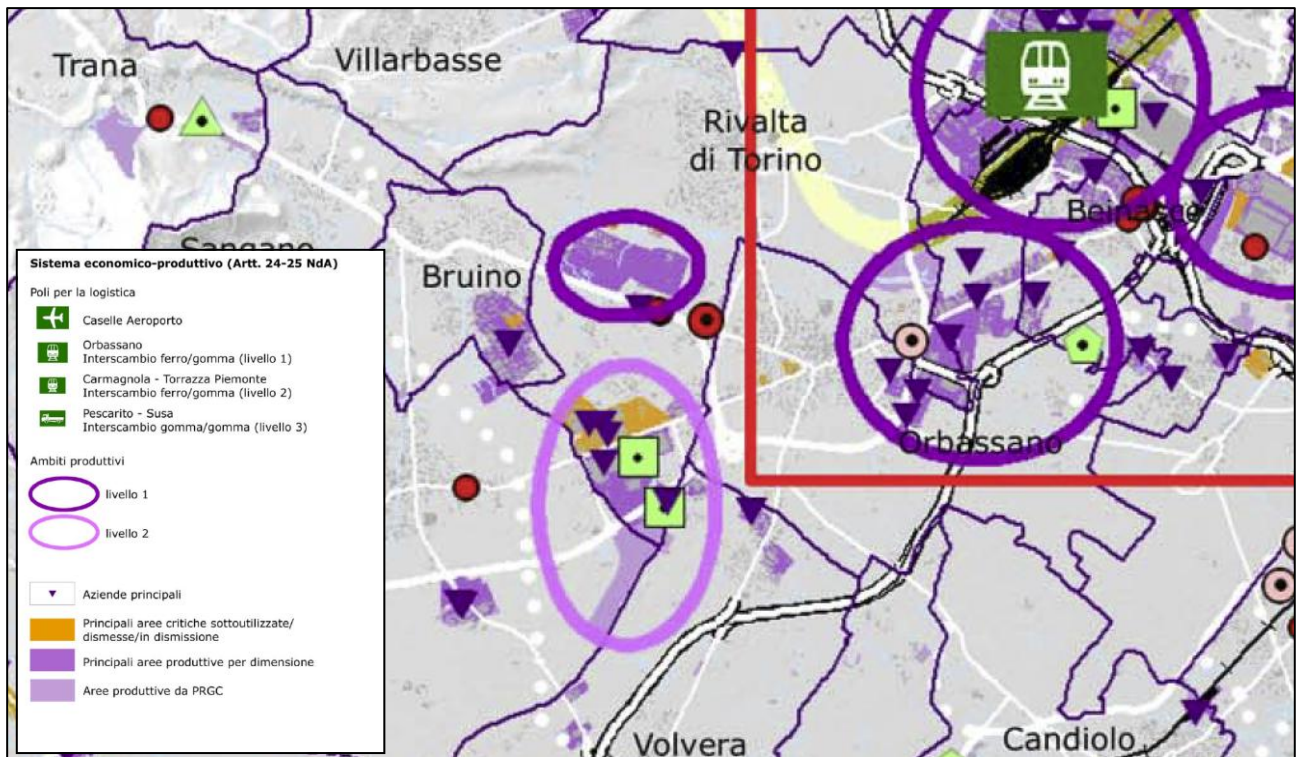 Trana
Villarbasse
Rivalta
di Torino
Beinasco
Sangano
Bruino
Orbassano
Volvera
Candiolo
Sistema economico-produttivo (Artt. 24-25 NdA)
Poli per la logistica
Caselle Aeroporto
Orbassano
Interscambio ferro/gomma (livello 1)
Carmagnola - Torrazza Piemonte
Interscambio ferro/gomma (livello 2)
Pescarito - Susa
Interscambio gomma/gomma (livello 3)
Ambiti produttivi
livello 1
livello 2
Aziende principali
Principali aree critiche sottoutilizzate/
dismesse/in dismissione
Principali aree produttive per dimensione
Aree produttive da PRGC